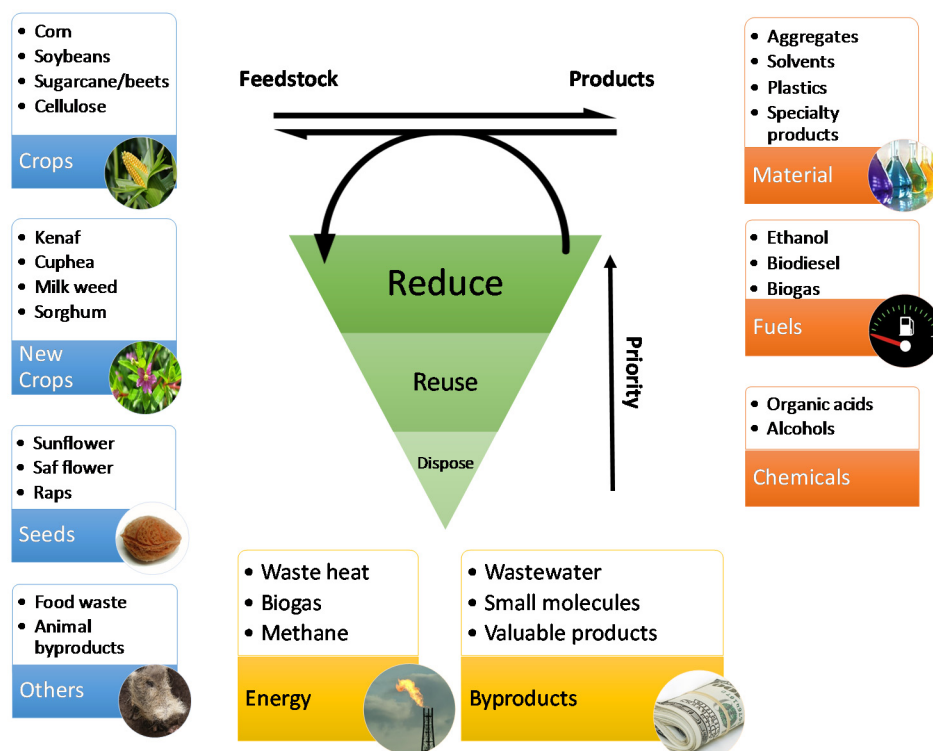 Corn
Soybeans
Sugarcane/beets
Cellulose
Crops
Kenaf
Cuphea
Milk weed
Sorghum
New
Crops
Sunflower
Saf flower
Raps
Seeds
Food waste
Animal
byproducts
Others
Feedstock
Products
Reduce
Reuse
Dispose
Priority
Waste heat
Biogas
Methane
Energy
Wastewater
Small molecules
Valuable products
Byproducts
Aggregates
Solvents
Plastics
Specialty
products
Material
Ethanol
Biodiesel
Biogas
Fuels
Organic acids
Alcohols
Chemicals